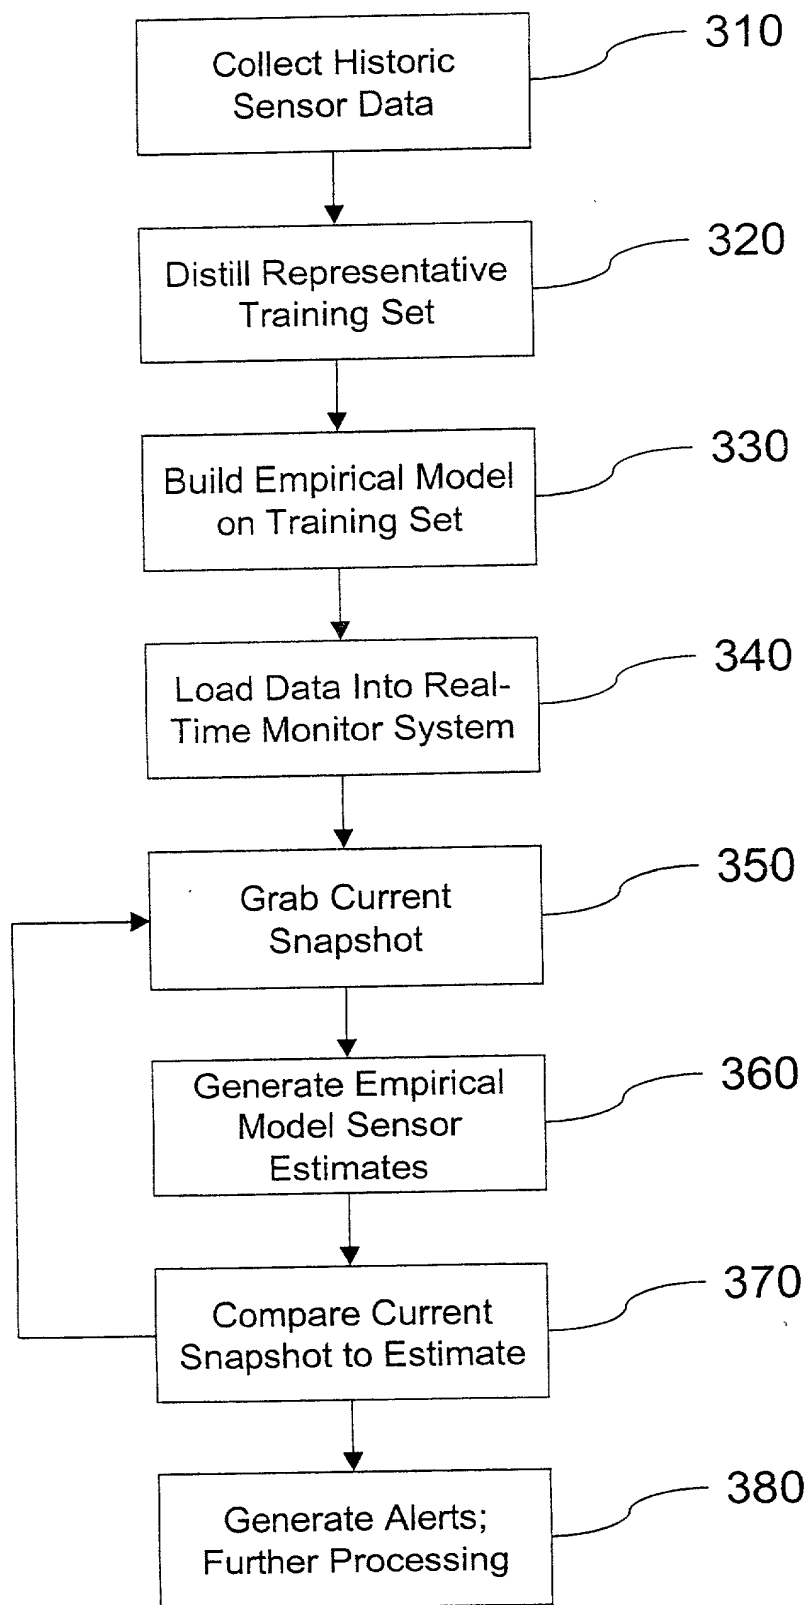 310
Collect Historic
Sensor Data
320
Distill Representative
Training Set
330
Build Empirical Model
on Training Set
340
Load Data Into Real-
Time Monitor System
350
Grab Current
Snapshot
360
Generate Empirical
Model Sensor
Estimates
370
Compare Current
Snapshot to Estimate
380
Generate Alerts;
Further Processing